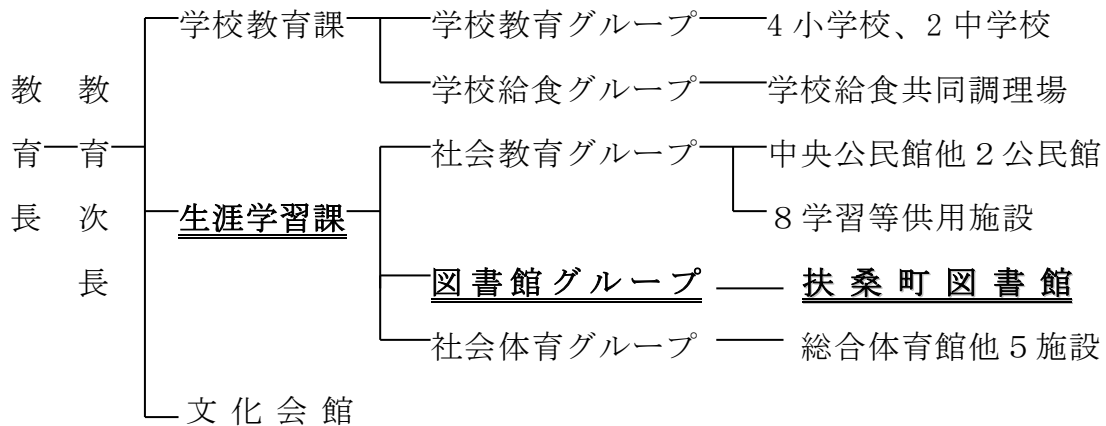 教育長
教育次長
学校教育課
学校教育グループ
4小学校、2中学校
学校給食グループ
学校給食共同調理場
生涯学習課
社会教育グループ
中央公民館他２公民館
８学習等供用施設
図書館グループ
扶桑町図書館
社会体育グループ
総合体育館他５施設
文化会館